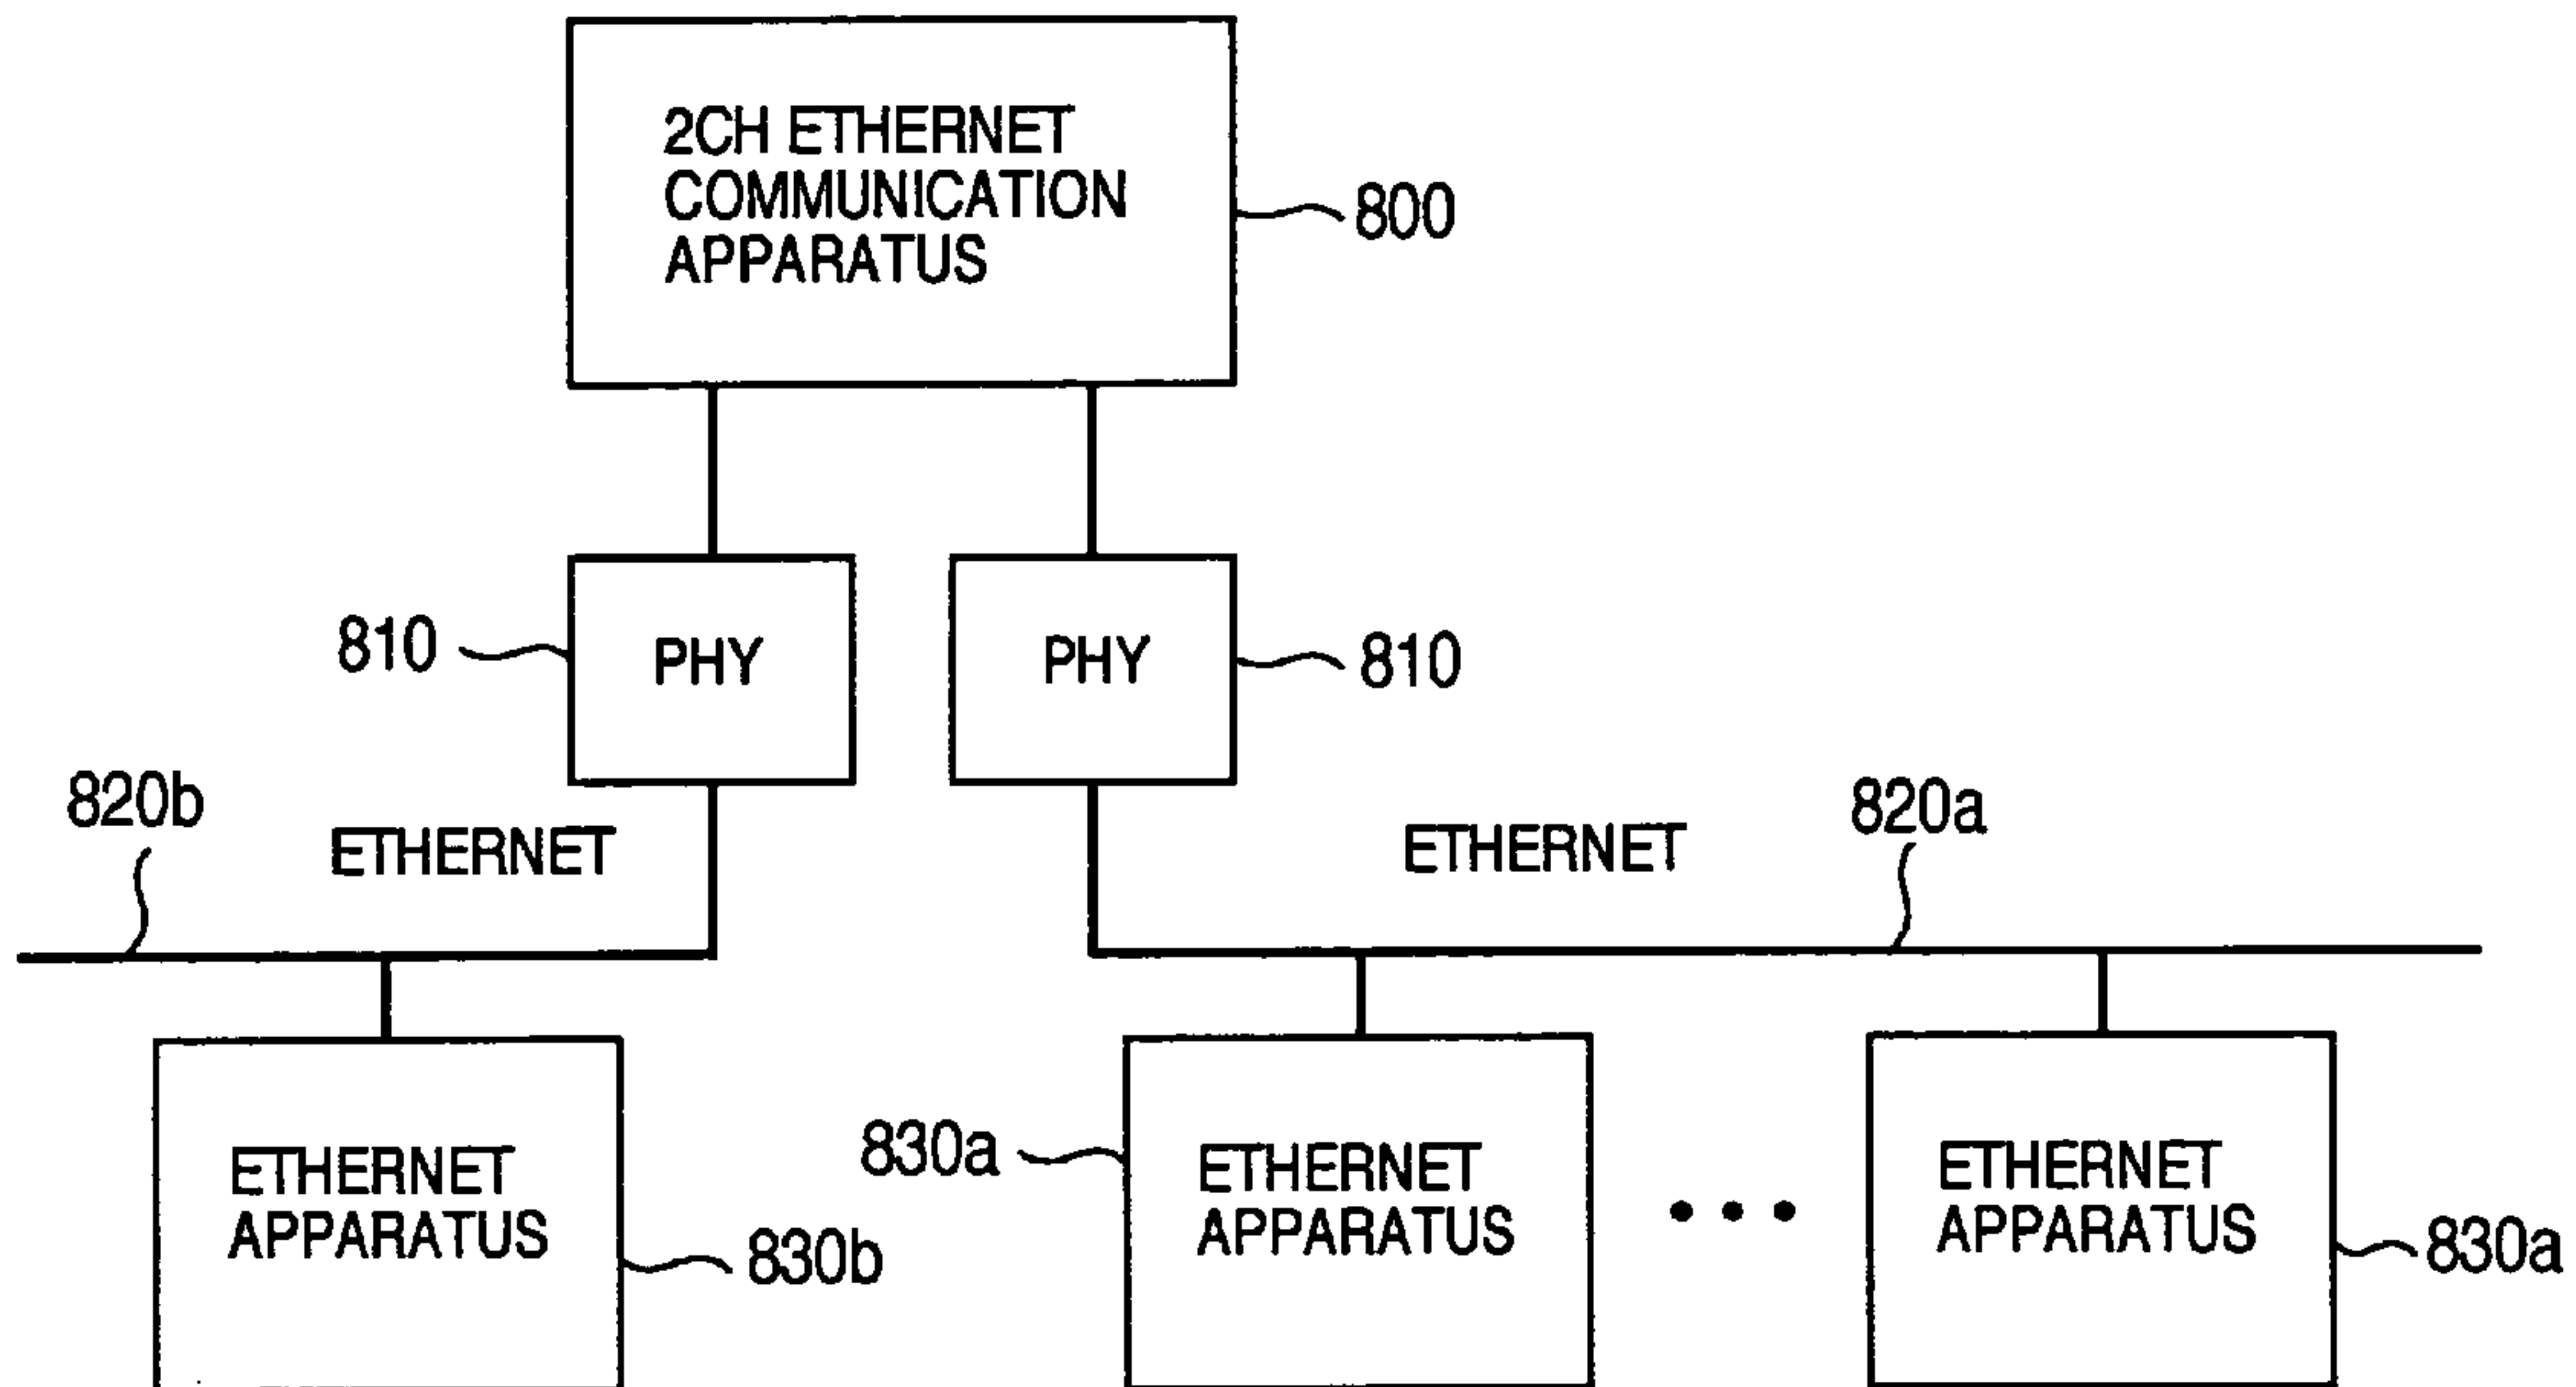 2CH ETHERNET
COMMUNICATION
APPARATUS
800
810
PHY
PHY
810
820b
ETHERNET
ETHERNET
820a
ETHERNET
APPARATUS
830b
830a
ETHERNET
APPARATUS
ETHERNET
APPARATUS
830a